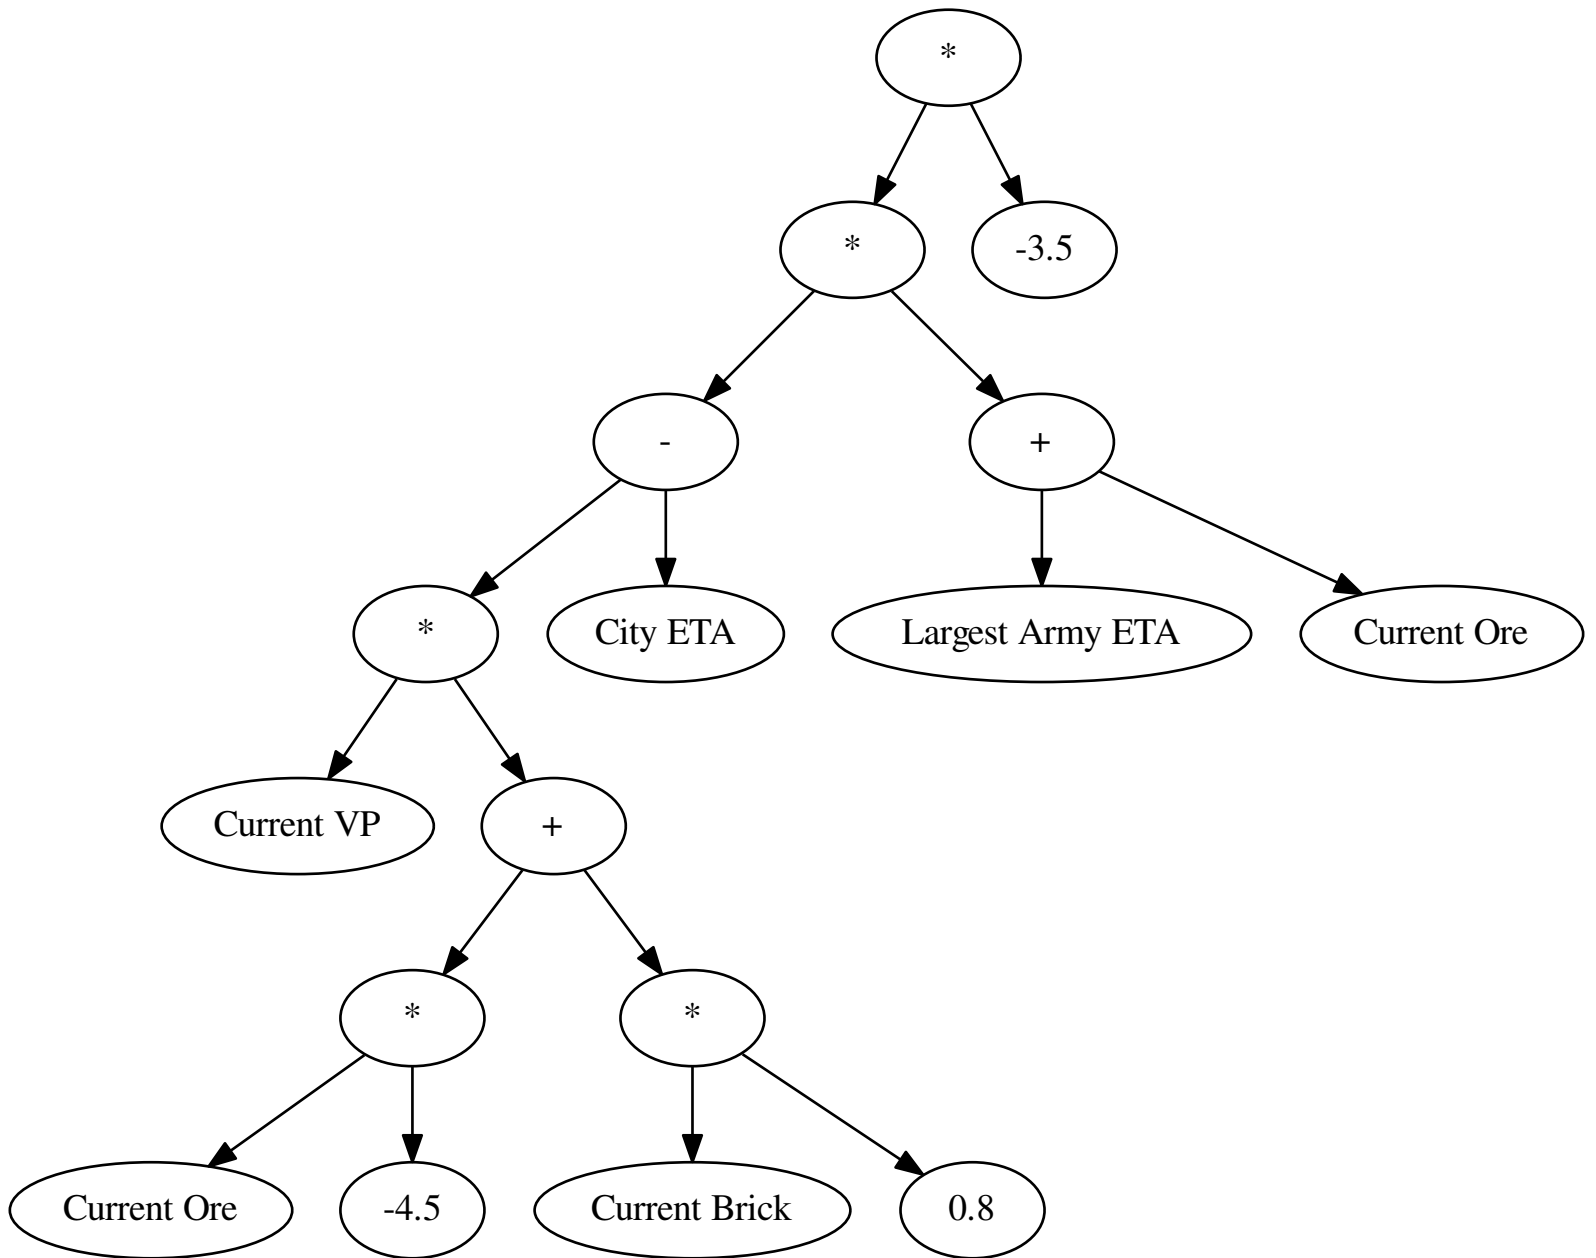 *
*
-3.5
-
+
*
City ETA
Largest Army ETA
Current Ore
Current VP
+
*
*
Current Ore
-4.5
Current Brick
0.8